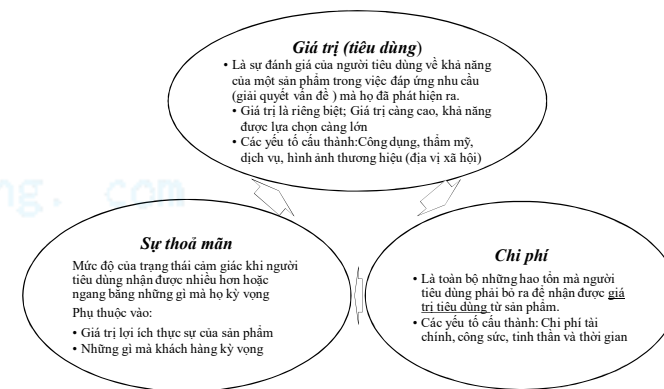 Giá trị (tiêu dùng)
• Là sự đánh giá của người tiêu dùng về khả năng
của một sản phẩm trong việc đáp ứng nhu cầu
(giải quyết vấn đề ) mà họ đã phát hiện ra.
• Giá trị là riêng biệt; Giá trị càng cao, khả năng
được lựa chọn càng lớn
• Các yếu tố cấu thành:Công dụng, thẩm mỹ,
dịch vụ, hình ảnh thương hiệu (địa vị xã hội)
ng. com
Sự thoả mãn
Mức độ của trạng thái cảm giác khi người
tiêu dùng nhận được nhiều hơn hoặc
ngang băng những gì mà họ kỳ vọng
Phụ thuộc vào:
• Giá trị lợi ích thực sự của sản phẩm
• Những gì mà khách hàng kỳ vọng
Chi phí
• Là toàn bộ những hao tổn mà người
tiêu dùng phải bỏ ra để nhận được giá
trị tiêu dùng từ sản phẩm.
• Các yếu tố cấu thành: Chi phí tài
chính, công sức, tinh thần và thời gian